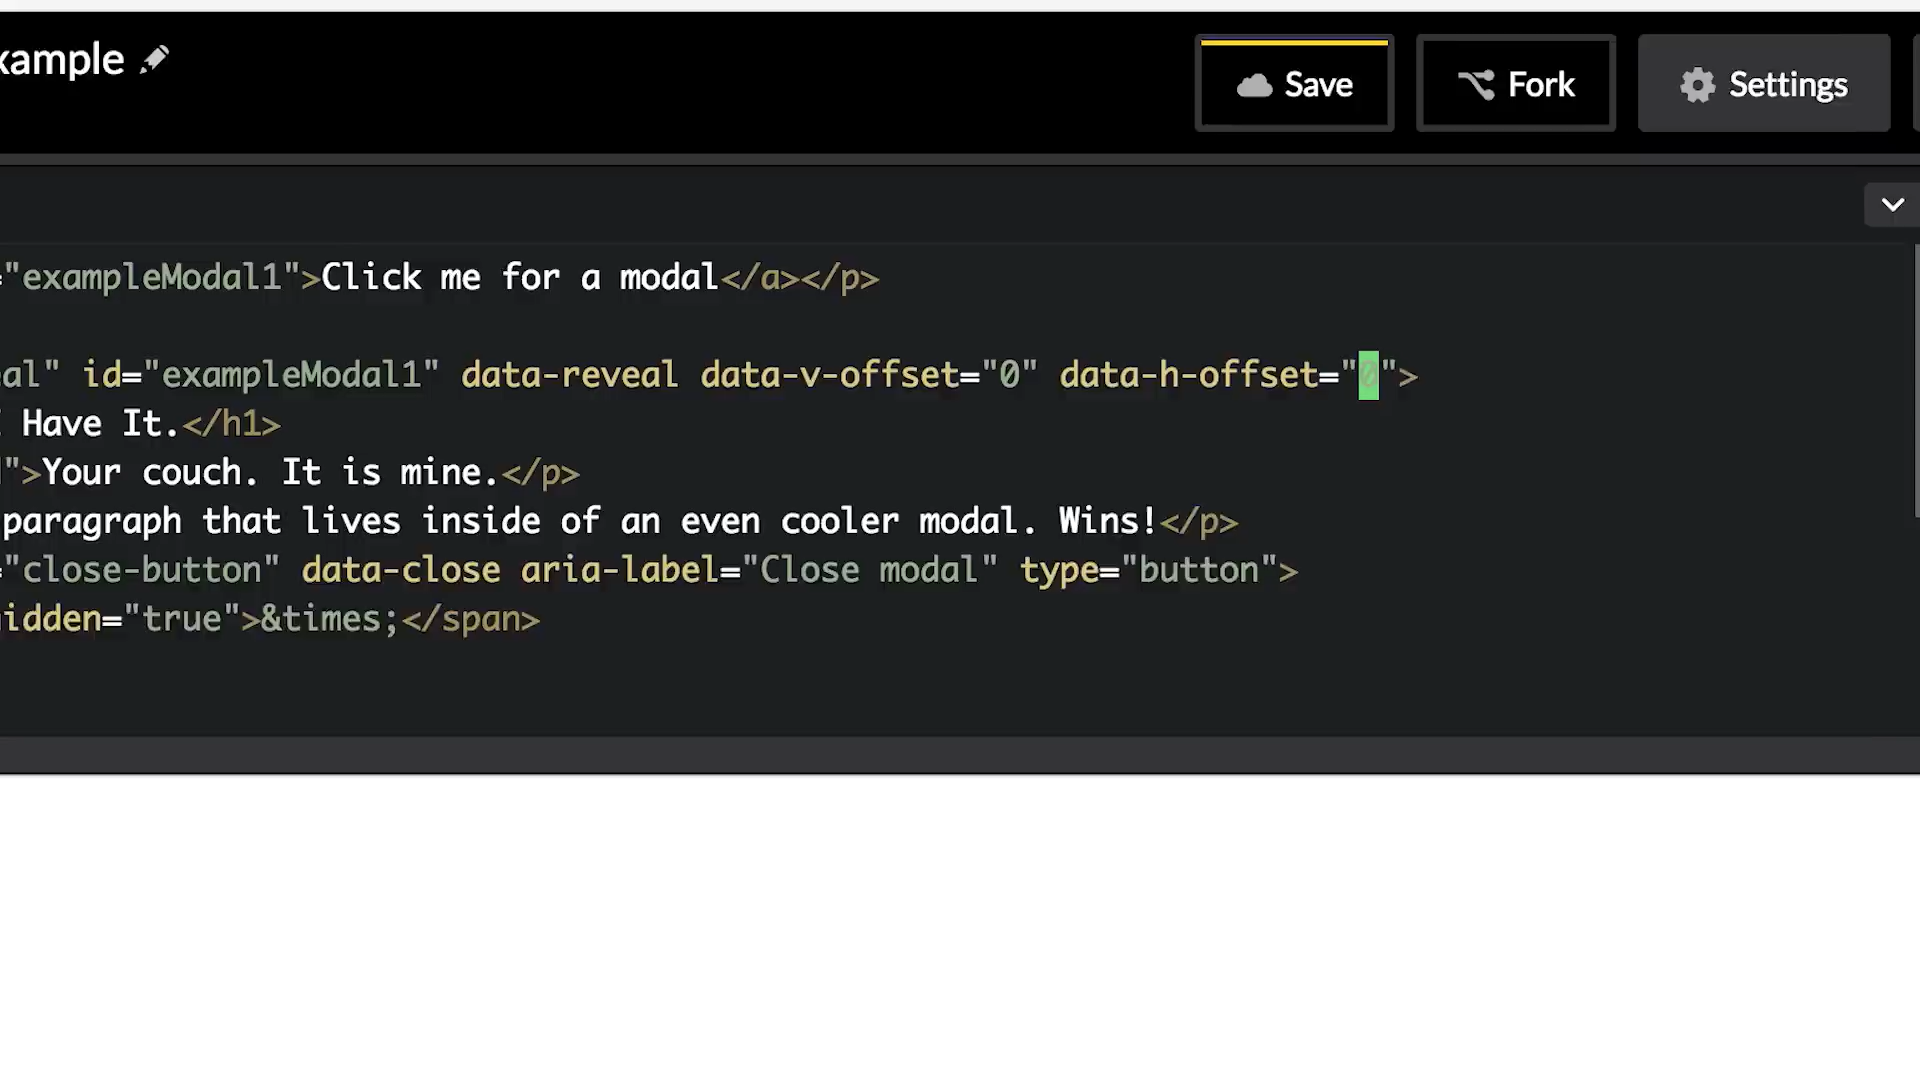 xample
Save
Fork
Settings
="exampleModal1">Click me for a modal</a></p>
eal" id="exampleModal1" data-reveal data-v-offset="0" data-h-offset="0">
I Have It.</h1>
d">Your couch. It is mine.</p>
paragraph that lives inside of an even cooler modal. Wins!</p>
="close-button" data-close aria-label="Close modal" type="button">
hidden="true">&times;</span>